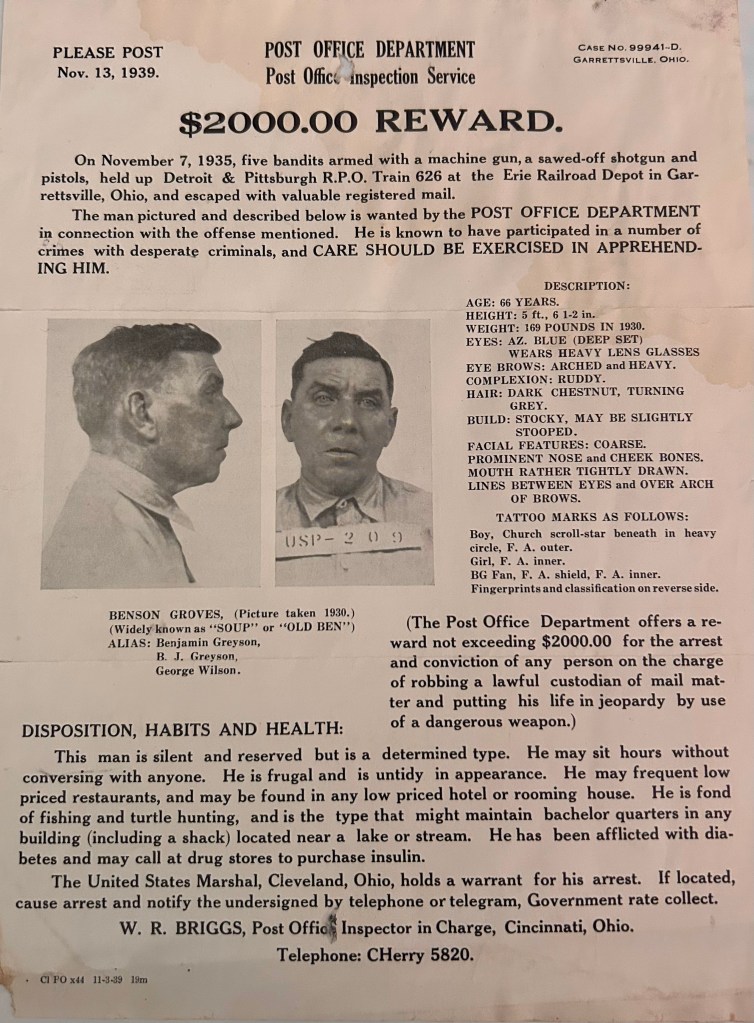 PLEASE POST
Nov. 13, 1939.
POST OFFICE DEPARTMENT
Post Office Inspection Service
CASE NO. 99941-D.
GARRETTSVILLE, OHIO.
$2000.00 REWARD.
On November 7, 1935, five bandits armed with a machine gun, a sawed-off shotgun and
pistols, held up Detroit & Pittsburgh R.P.O. Train 626 at the Erie Railroad Depot in Gar-
rettsville, Ohio, and escaped with valuable registered mail.
The man pictured and described below is wanted by the POST OFFICE DEPARTMENT
in connection with the offense mentioned. He is known to have participated in a number of
crimes with desperate criminals, and CARE SHOULD BE EXERCISED IN APPREHEND-
ING HIM.
DESCRIPTION:
AGE: 66 YEARS.
HEIGHT: 5 ft., 6 1-2 in.
WEIGHT: 169 POUNDS IN 1930.
EYES: AZ. BLUE (DEEP SET)
WEARS HEAVY LENS GLASSES
EYE BROWS: ARCHED and HEAVY.
COMPLEXION: RUDDY.
HAIR: DARK CHESTNUT, TURNING
GREY.
BUILD: STOCKY, MAY BE SLIGHTLY
STOOPED.
FACIAL FEATURES: COARSE.
PROMINENT NOSE and CHEEK BONES.
MOUTH RATHER TIGHTLY DRAWN.
LINES BETWEEN EYES and OVER ARCH
OF BROWS.
TATTOO MARKS AS FOLLOWS:
Boy, Church scroll-star beneath in heavy
circle, F. A. outer.
Girl, F. A. inner.
BG Fan, F. A. shield, F. A. inner.
Fingerprints and classification on reverse side.
USP-209
BENSON GROVES, (Picture taken 1930.)
(Widely known as "SOUP" or "OLD BEN")
ALIAS: Benjamin Greyson,
B. J. Greyson,
George Wilson.
(The Post Office Department offers a re-
ward not exceeding $2000.00 for the arrest
and conviction of any person on the charge
of robbing a lawful custodian of mail mat-
ter and putting his life in jeopardy by use
of a dangerous weapon.)
DISPOSITION, HABITS AND HEALTH:
This man is silent and reserved but is a determined type. He may sit hours without
conversing with anyone. He is frugal and is untidy in appearance. He may frequent low
priced restaurants, and may be found in any low priced hotel or rooming house. He is fond
of fishing and turtle hunting, and is the type that might maintain bachelor quarters in any
building (including a shack) located near a lake or stream. He has been afflicted with dia-
betes and may call at drug stores to purchase insulin.
The United States Marshal, Cleveland, Ohio, holds a warrant for his arrest. If located,
cause arrest and notify the undersigned by telephone or telegram, Government rate collect.
W. R. BRIGGS, Post Office Inspector in Charge, Cincinnati, Ohio.
Telephone: CHerry 5820.
CI PO x44 11-3-39 19m